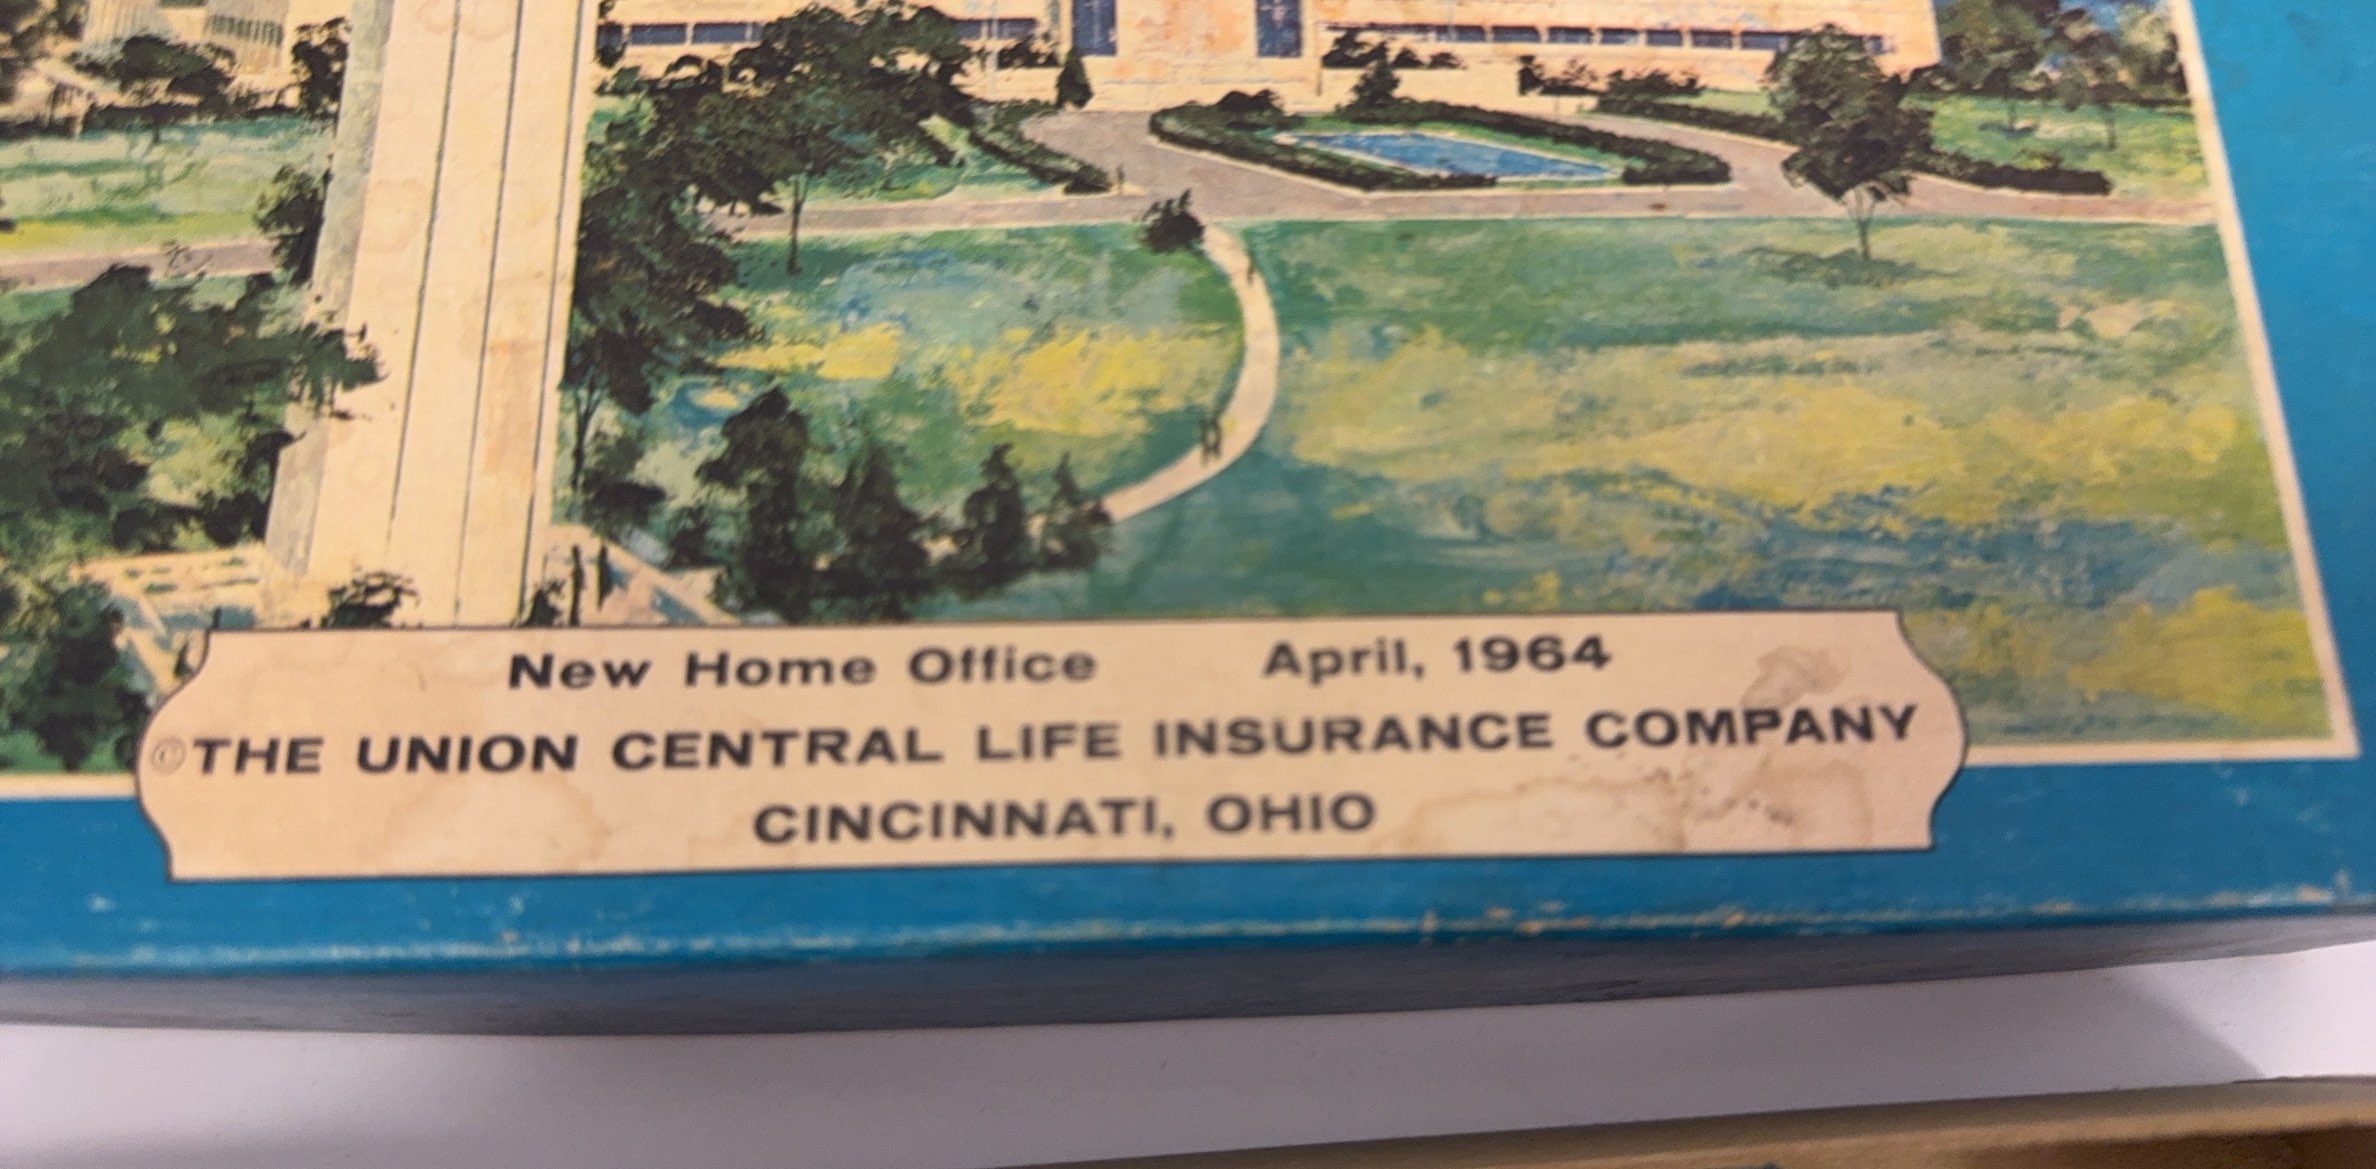 New Home Office April, 1964
©THE UNION CENTRAL LIFE INSURANCE COMPANY
CINCINNATI, OHIO